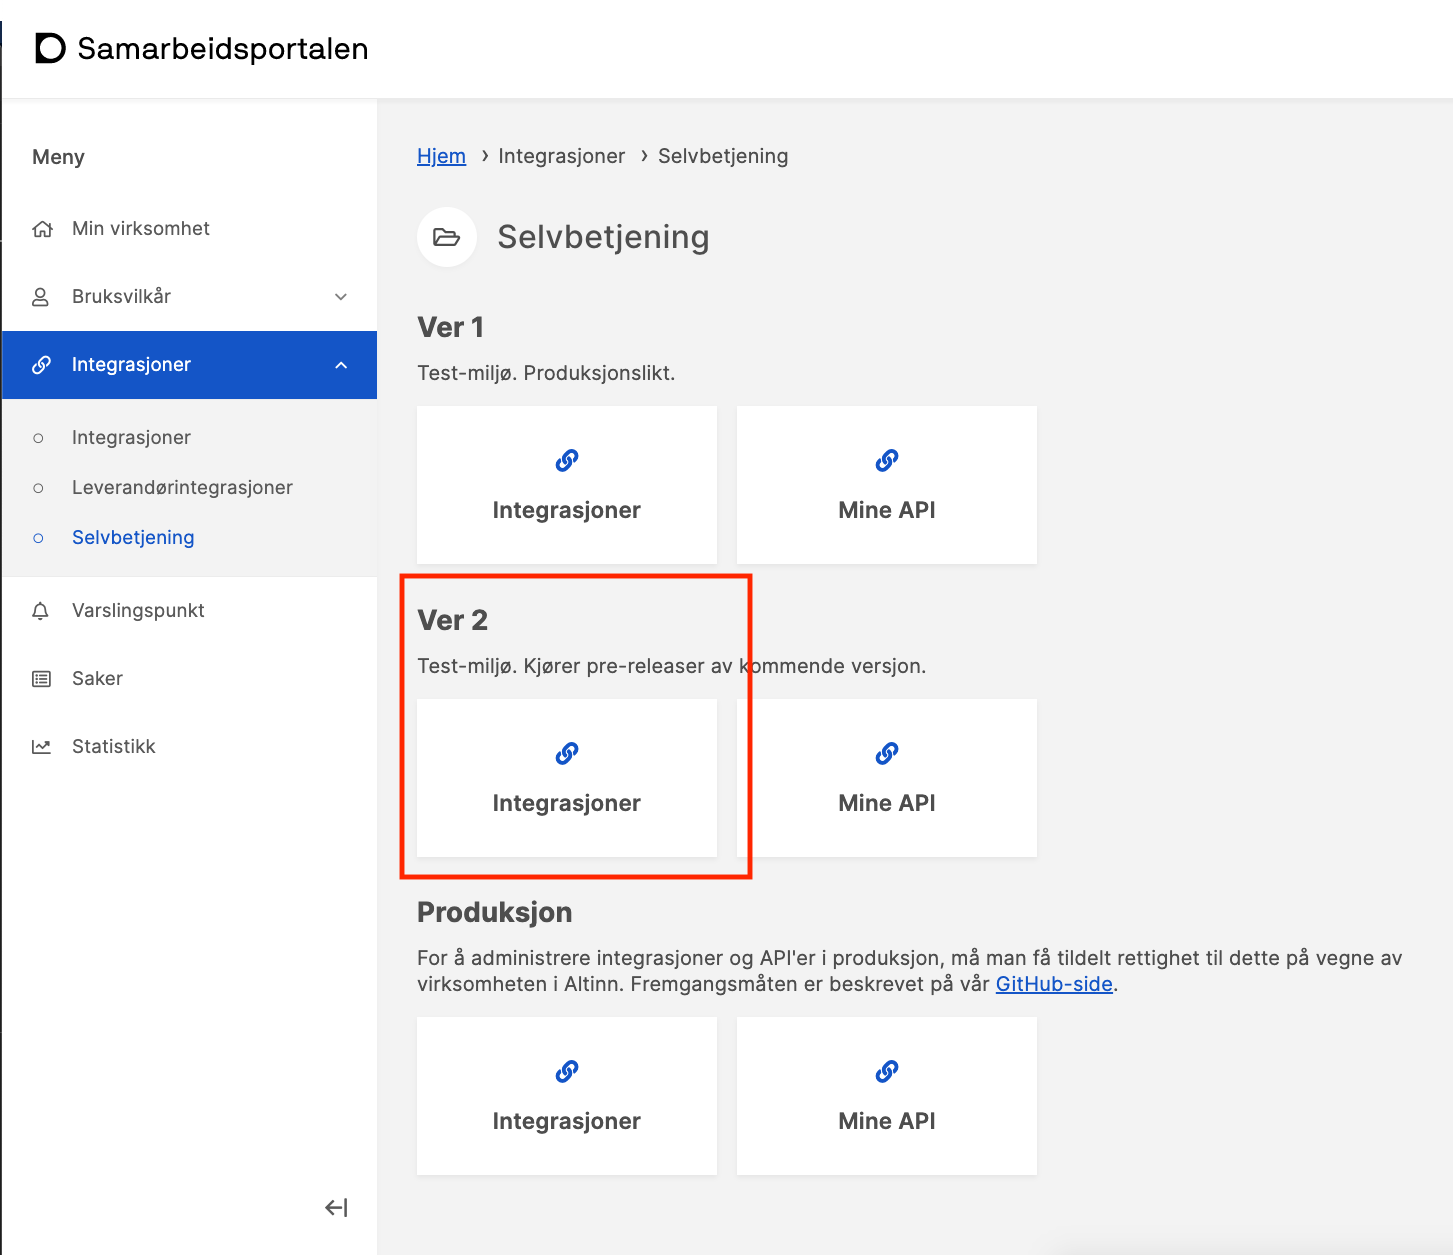 Samarbeidsportalen
Meny
Min virksomhet
Bruksvilkår
Integrasjoner
Integrasjoner
Leverandørintegrasjoner
Selvbetjening
Varslingspunkt
Saker
Statistikk
Hjem › Integrasjoner › Selvbetjening
Selvbetjening
Ver 1
Test-miljø. Produksjonslikt.
Integrasjoner
Mine API
Ver 2
Test-miljø. Kjører pre-releaser av kommende versjon.
Integrasjoner
Mine API
Produksjon
For å administrere integrasjoner og API'er i produksjon, må man få tildelt rettighet til dette på vegne av
virksomheten i Altinn. Fremgangsmåten er beskrevet på vår GitHub-side.
Integrasjoner
Mine API